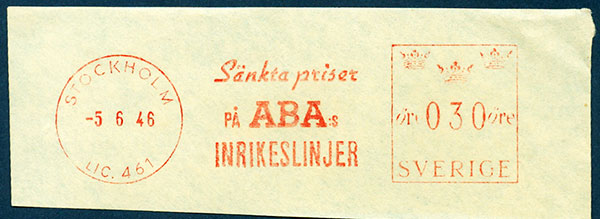 STOCKHOLM
-5 6 46
LIC. 461
Sänkta priser
PÅ ABA:s
INRIKESLINJER
öre 030 öre
SVERIGE